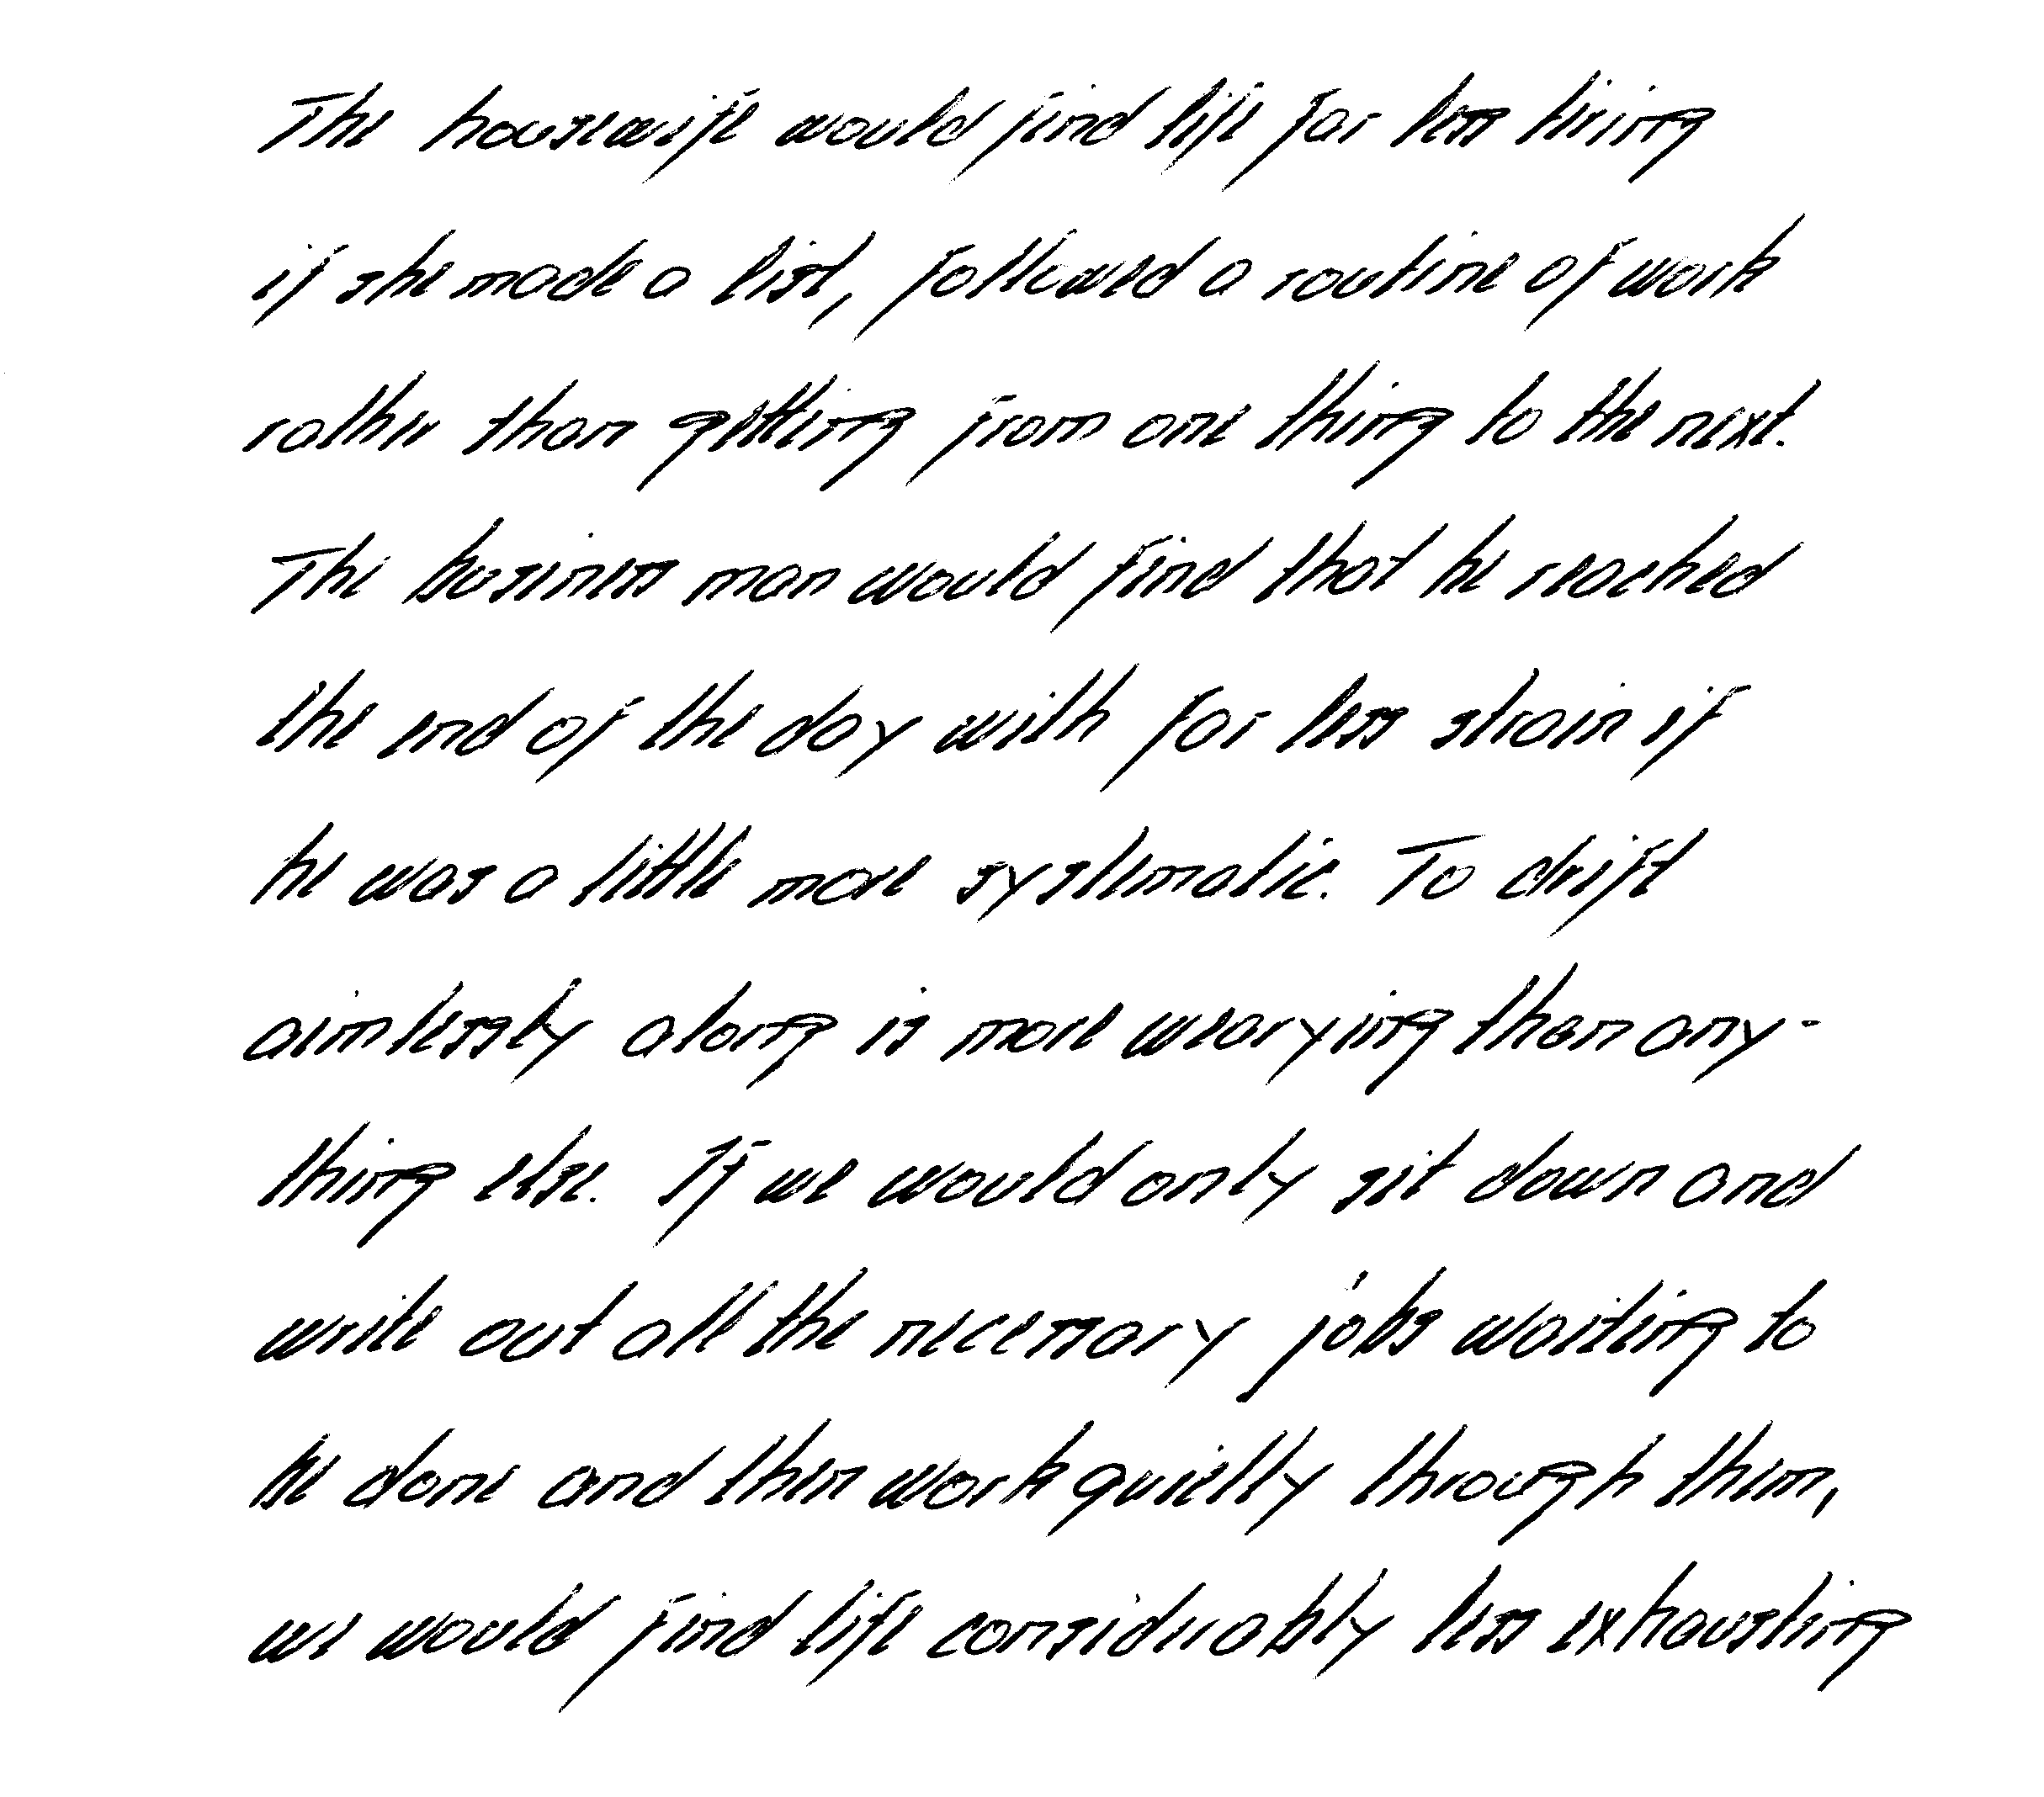 The housewife would find life far less tiring
if she made a list, followed a routine of work
rather than getting from one thing to the next.
The business man would find that he reached
the end of the day with far less strain if
he was a little more systematic. To drift
aimlessly along is more wearying than any-
thing else. If we would only sit down and
write out all the necessary jobs waiting to
be done and then work quietly through them,
we would find life considerably less exhausting